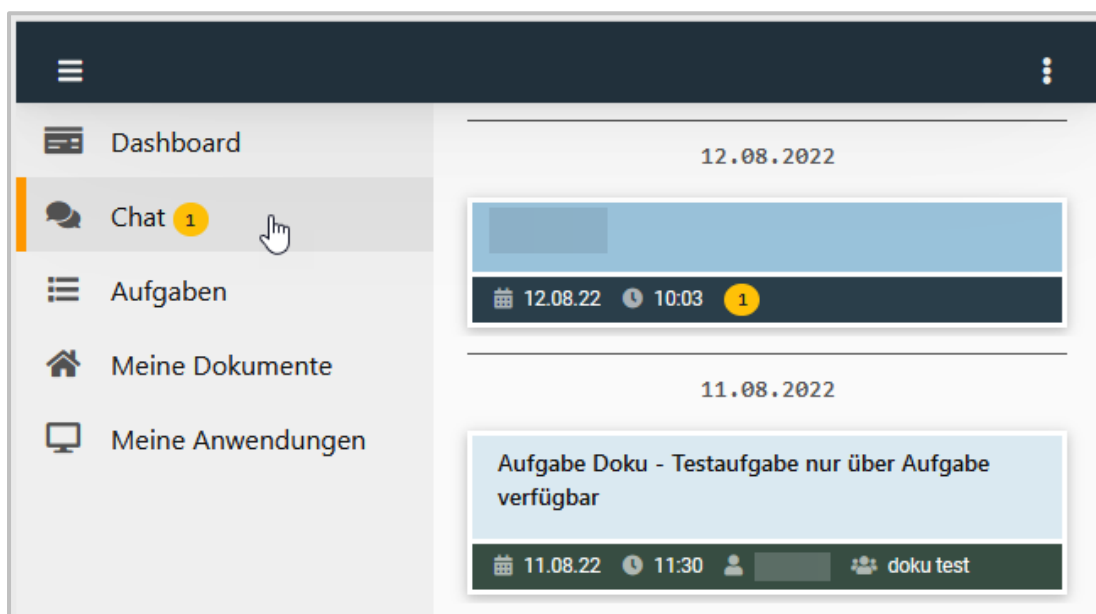 Dashboard
Chat 1
Aufgaben
Meine Dokumente
Meine Anwendungen
12.08.2022
12.08.22 10:03 1
11.08.2022
Aufgabe Doku - Testaufgabe nur über Aufgabe
verfügbar
11.08.22 11:30 doku test